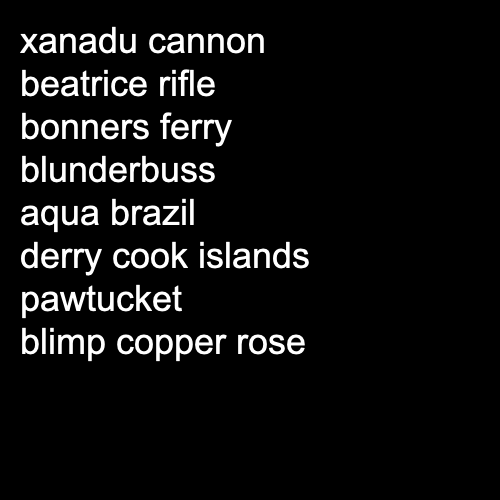 xanadu cannon
beatrice rifle
bonners ferry
blunderbuss
aqua brazil
derry cook islands
pawtucket
blimp copper rose